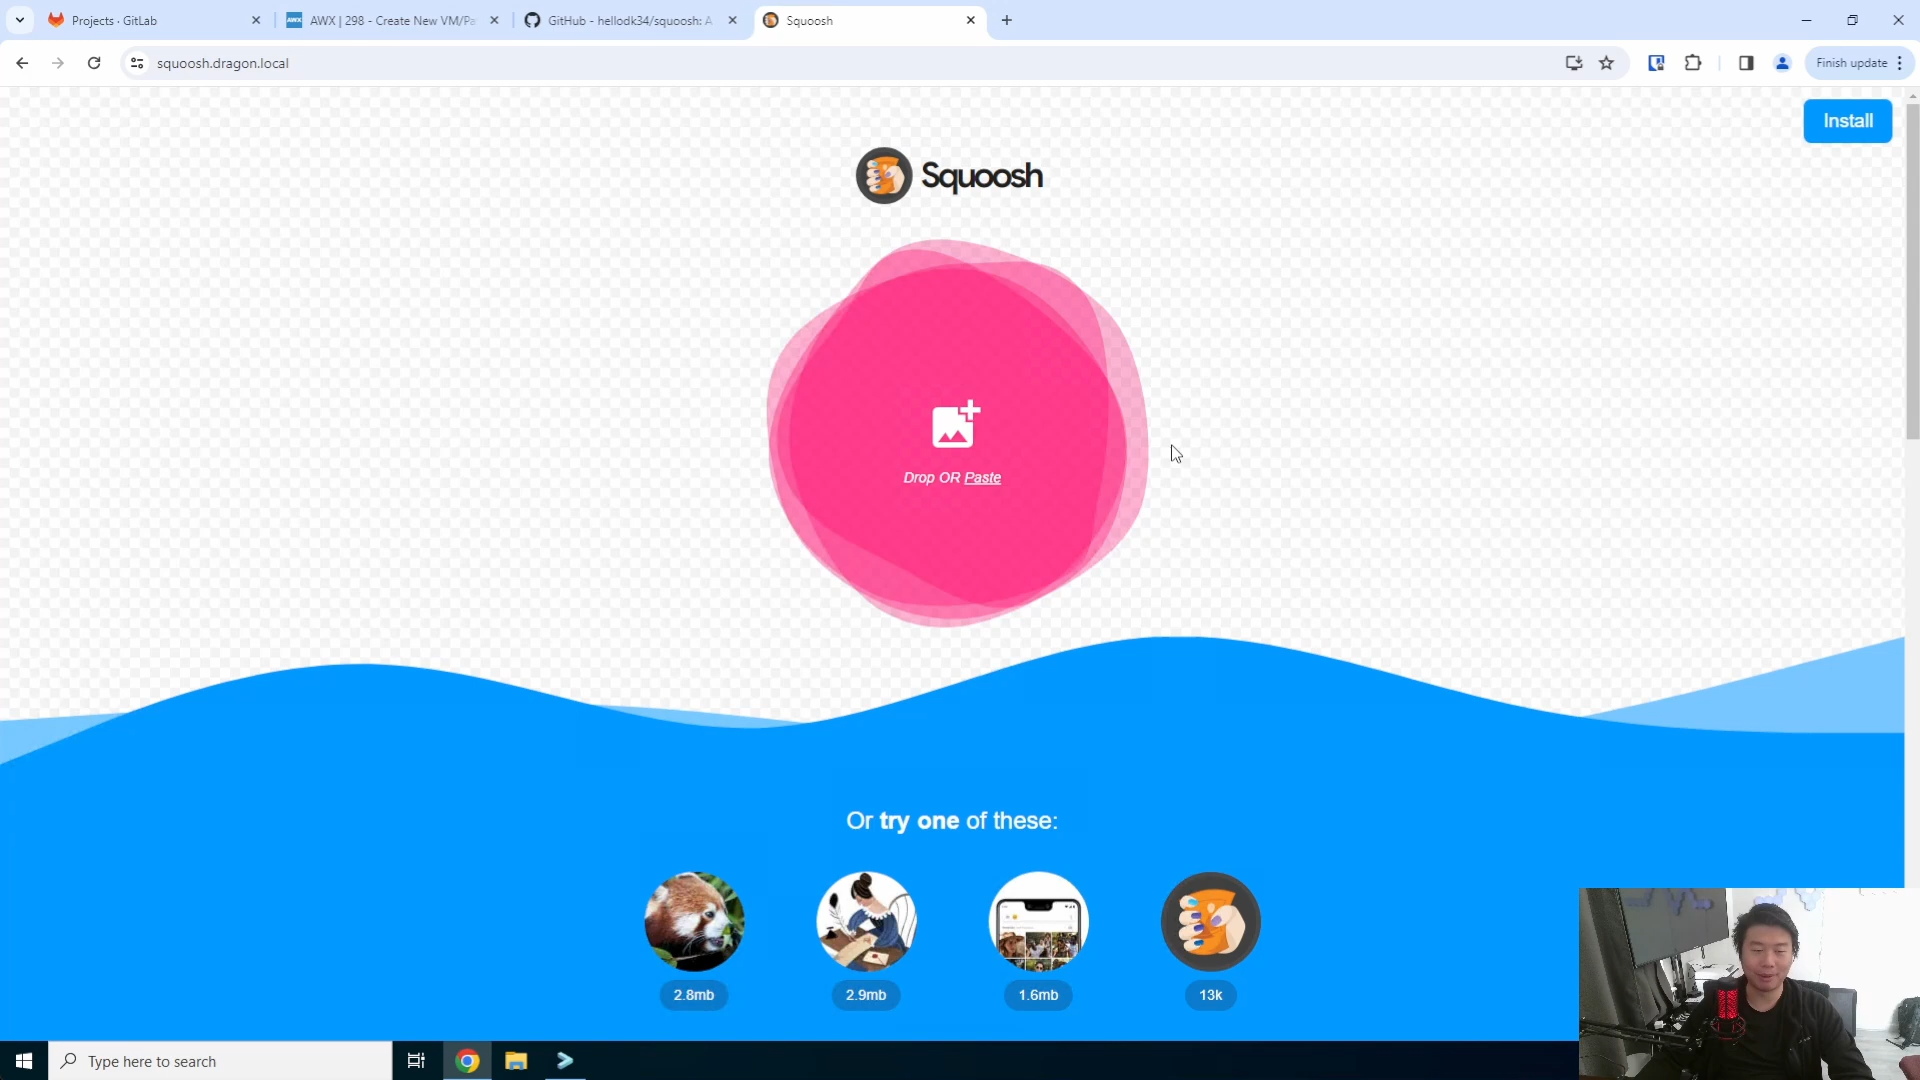 Projects · GitLab
AWX | 298 - Create New VM/Pa
GitHub - hellodk34/squoosh: A
Squoosh
squoosh.dragon.local
Finish update
Install
Squoosh
Drop OR Paste
Or try one of these:
2.8mb
2.9mb
1.6mb
13k
Type here to search